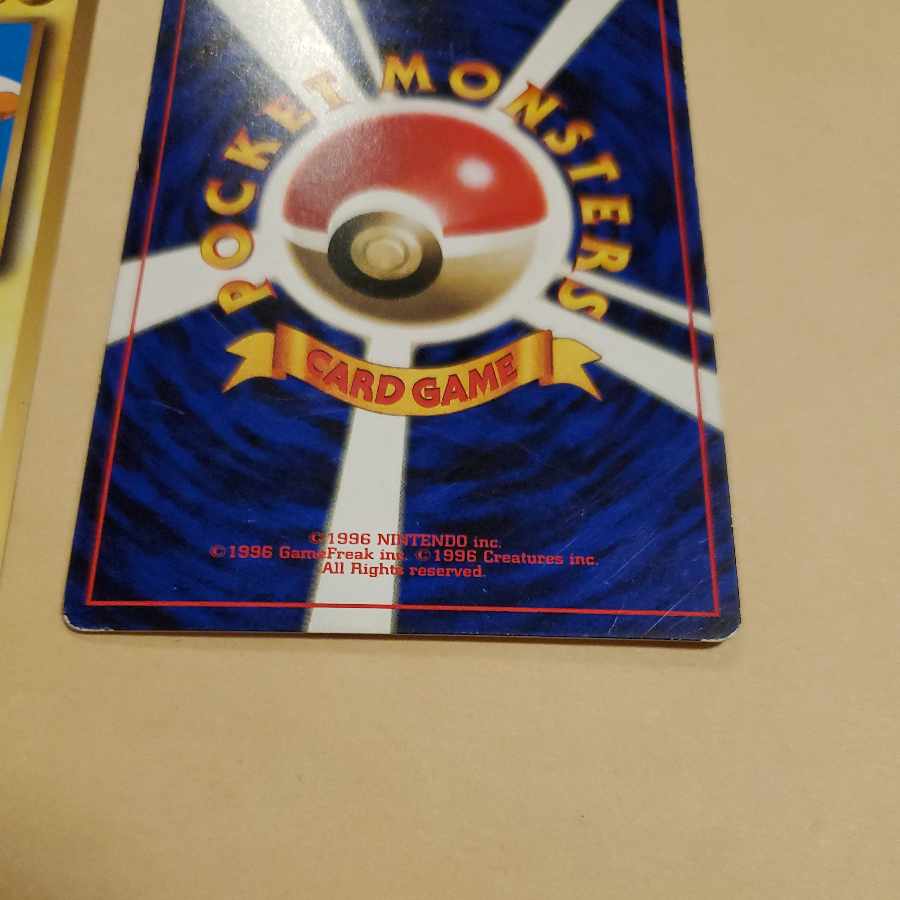 POCKET MONSTERS
CARD GAME
©1996 NINTENDO inc.
©1996 GameFreak inc. ©1996 Creatures inc.
All Rights reserved.